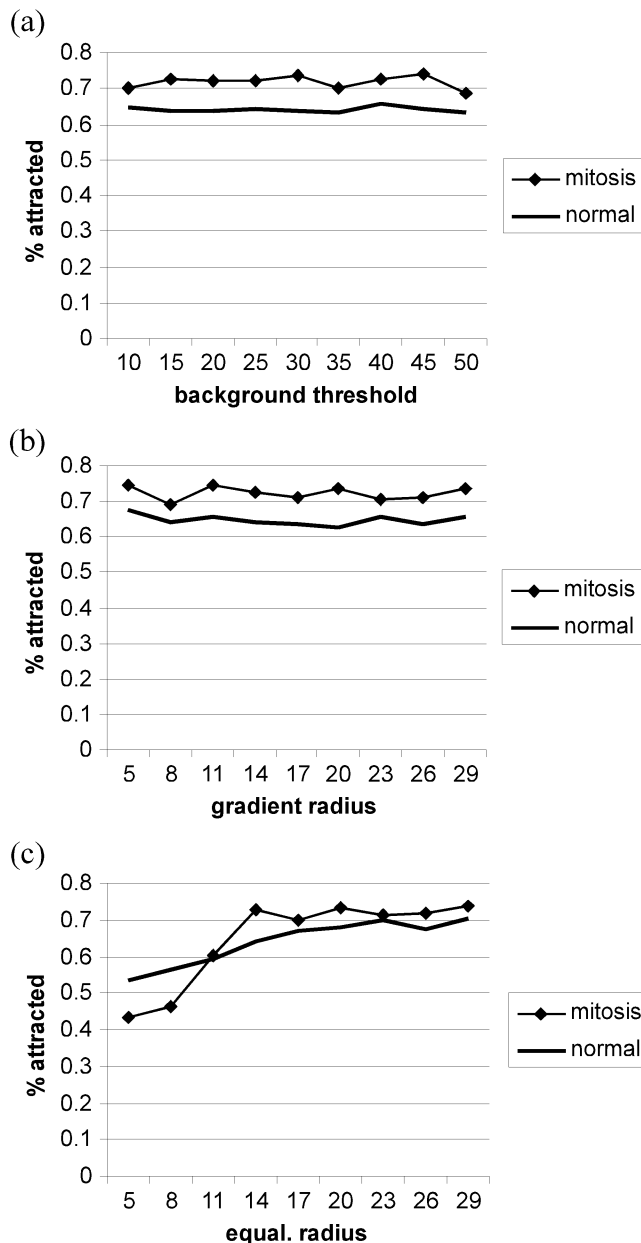 (a)
0.8
0.7
0.6
0.5
0.4
0.3
0.2
0.1
0
% attracted
10 15 20 25 30 35 40 45 50
background threshold
mitosis
normal
(b)
0.8
0.7
0.6
0.5
0.4
0.3
0.2
0.1
0
% attracted
5 8 11 14 17 20 23 26 29
gradient radius
mitosis
normal
(c)
0.8
0.7
0.6
0.5
0.4
0.3
0.2
0.1
0
% attracted
5 8 11 14 17 20 23 26 29
equal. radius
mitosis
normal